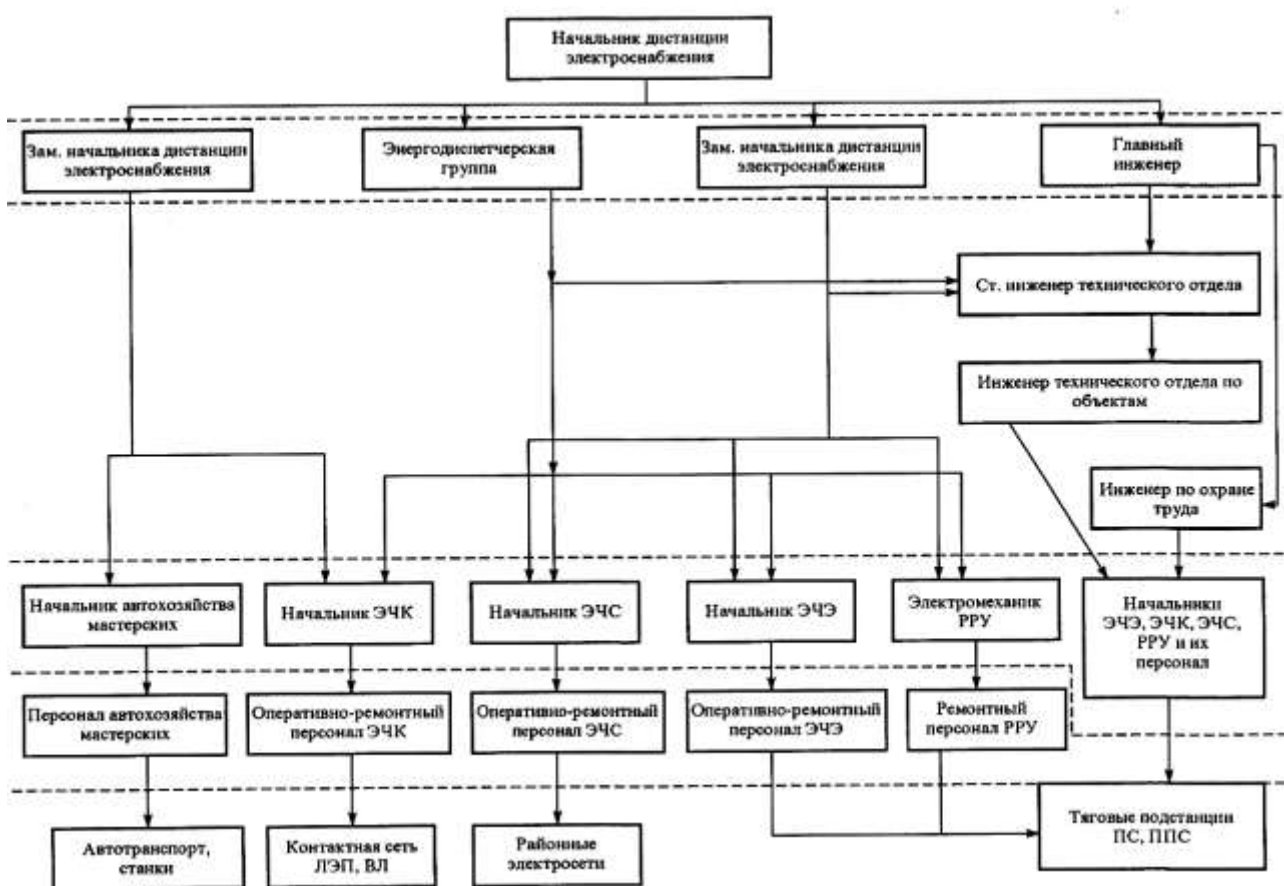 Начальник дистанции
электроснабжения
Зам. начальника дистанции
электроснабжения
Энергодиспетчерская
группа
Зам. начальника дистанции
электроснабжения
Главный
инженер
Ст. инженер технического отдела
Инженер технического отдела по
объектам
Инженер по охране
труда
Начальник автохозяйства
мастерских
Начальник ЭЧК
Начальник ЭЧС
Начальник ЭЧЭ
Электромеханик
РРУ
Начальники
ЭЧЭ, ЭЧК, ЭЧС,
РРУ и их
персонал
Персонал автохозяйства
мастерских
Оперативно-ремонтный
персонал ЭЧК
Оперативно-ремонтный
персонал ЭЧС
Оперативно-ремонтный
персонал ЭЧЭ
Ремонтный
персонал РРУ
Автотранспорт,
станки
Контактная сеть
ЛЭП, ВЛ
Районные
электросети
Тяговые подстанции
ПС, ППС